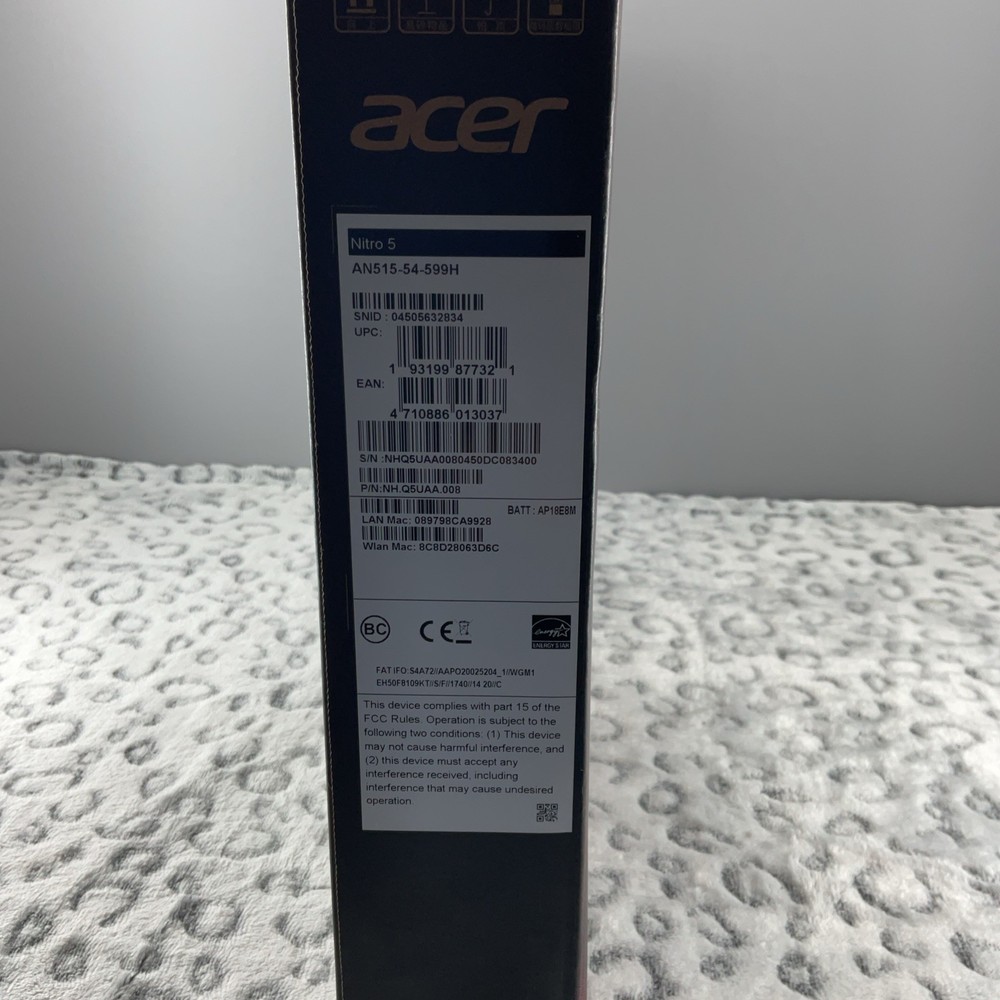 acer
Nitro 5
AN515-54-599H
SNID : 04505632834
UPC:
1 93199 87732 1
EAN:
4 710886 013037
S/N :NHQ5UAA0080450DC083400
P/N:NH.Q5UAA.008
BATT : AP18E8M
LAN Mac: 089798CA9928
Wlan Mac: 8C8D28063D6C
BC
CE
energy
ENERGY STAR
FAT IFO: S4A72//AAPO20025204_1//WGM1
EH50F8109KT//S/F//1740//14 20//C
This device complies with part 15 of the
FCC Rules. Operation is subject to the
following two conditions: (1) This device
may not cause harmful interference, and
(2) this device must accept any
interference received, including
interference that may cause undesired
operation.